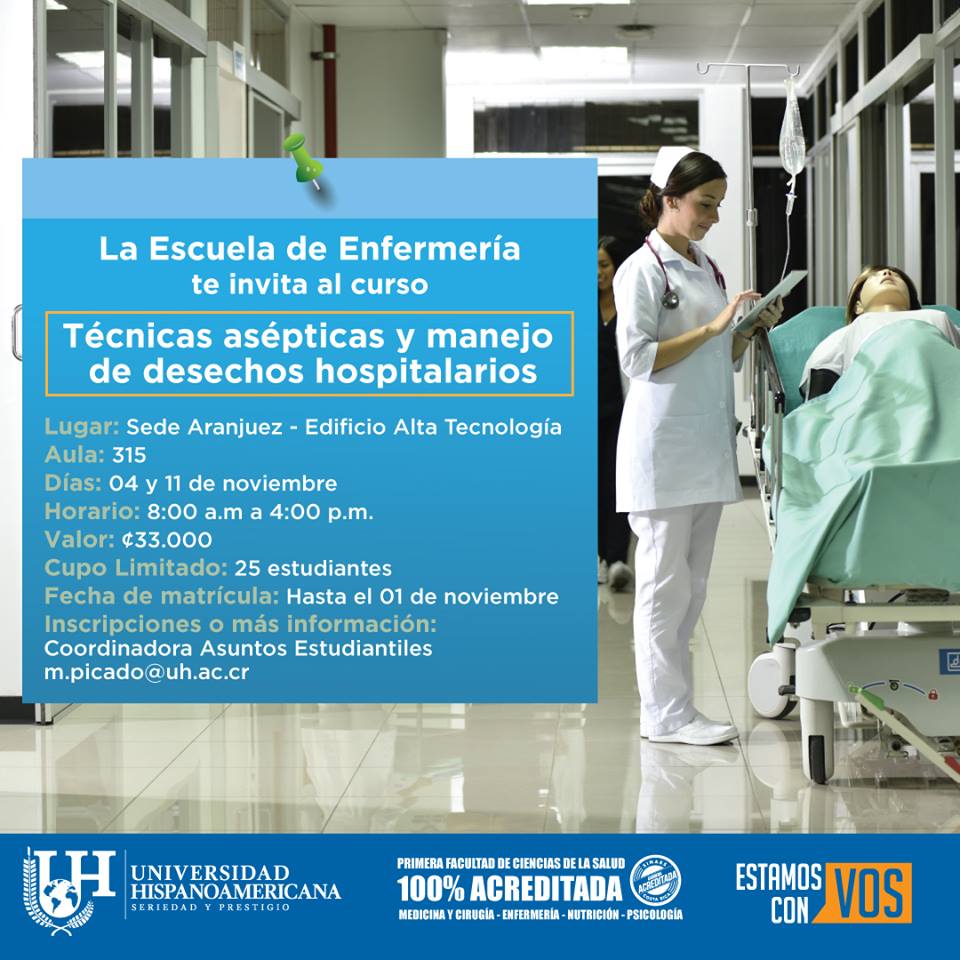 La Escuela de Enfermería
te invita al curso
Técnicas asépticas y manejo
de desechos hospitalarios
Lugar: Sede Aranjuez - Edificio Alta Tecnología
Aula: 315
Días: 04 y 11 de noviembre
Horario: 8:00 a.m a 4:00 p.m.
Valor: ¢33.000
Cupo Limitado: 25 estudiantes
Fecha de matrícula: Hasta el 01 de noviembre
Inscripciones o más información:
Coordinadora Asuntos Estudiantiles
m.picado@uh.ac.cr
UH
UNIVERSIDAD
HISPANOAMERICANA
SERIEDAD Y PRESTIGIO
PRIMERA FACULTAD DE CIENCIAS DE LA SALUD
100% ACREDITADA
MEDICINA Y CIRUGÍA - ENFERMERÍA - NUTRICIÓN - PSICOLOGÍA
SINAES
ACREDITADA
COSTA RICA
ESTAMOS
CON VOS